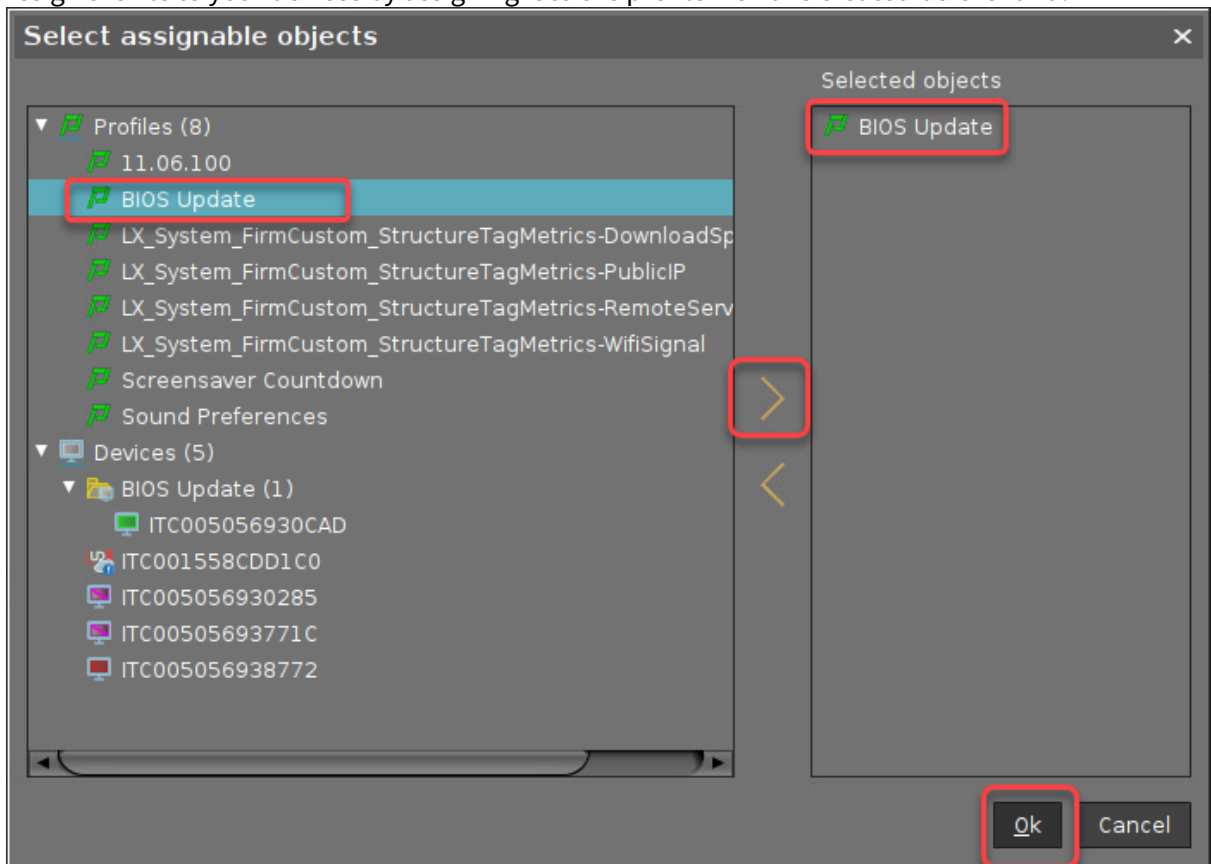 Select assignable objects
Selected objects
Profiles (8)
11.06.100
BIOS Update
LX_System_FirmCustom_StructureTagMetrics-DownloadSp
LX_System_FirmCustom_StructureTagMetrics-PublicIP
LX_System_FirmCustom_StructureTagMetrics-RemoteServ
LX_System_FirmCustom_StructureTagMetrics-WifiSignal
Screensaver Countdown
Sound Preferences
Devices (5)
BIOS Update (1)
ITC005056930CAD
ITC001558CDD1C0
ITC005056930285
ITC00505693771C
ITC005056938772
BIOS Update
Ok
Cancel